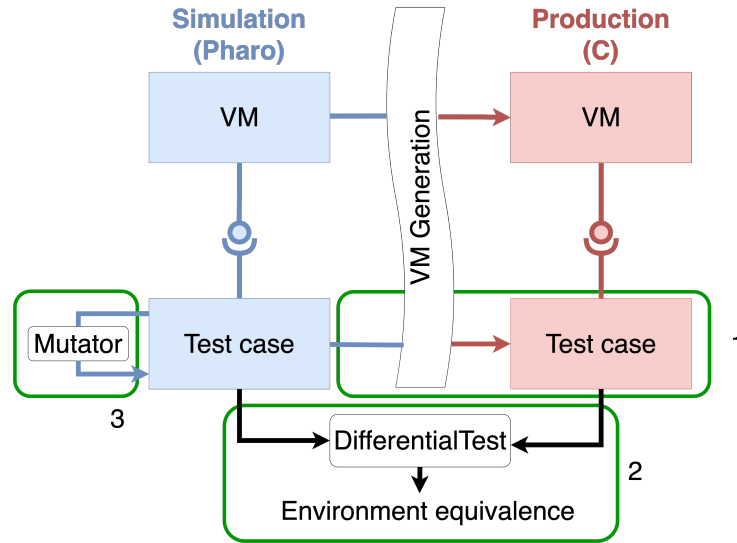 Simulation
(Pharo)
Production
(C)
VM
VM
VM Generation
Mutator
Test case
Test case
3
DifferentialTest
2
Environment equivalence